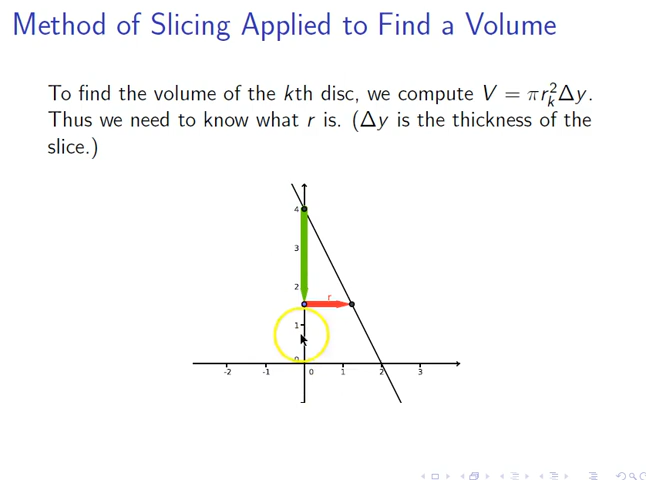 Method of Slicing Applied to Find a Volume
To find the volume of the kth disc, we compute V = πr²ₖΔy.
Thus we need to know what r is. (Δy is the thickness of the
slice.)
4
3
2
r
1
0
-2 -1 0 1 2 3